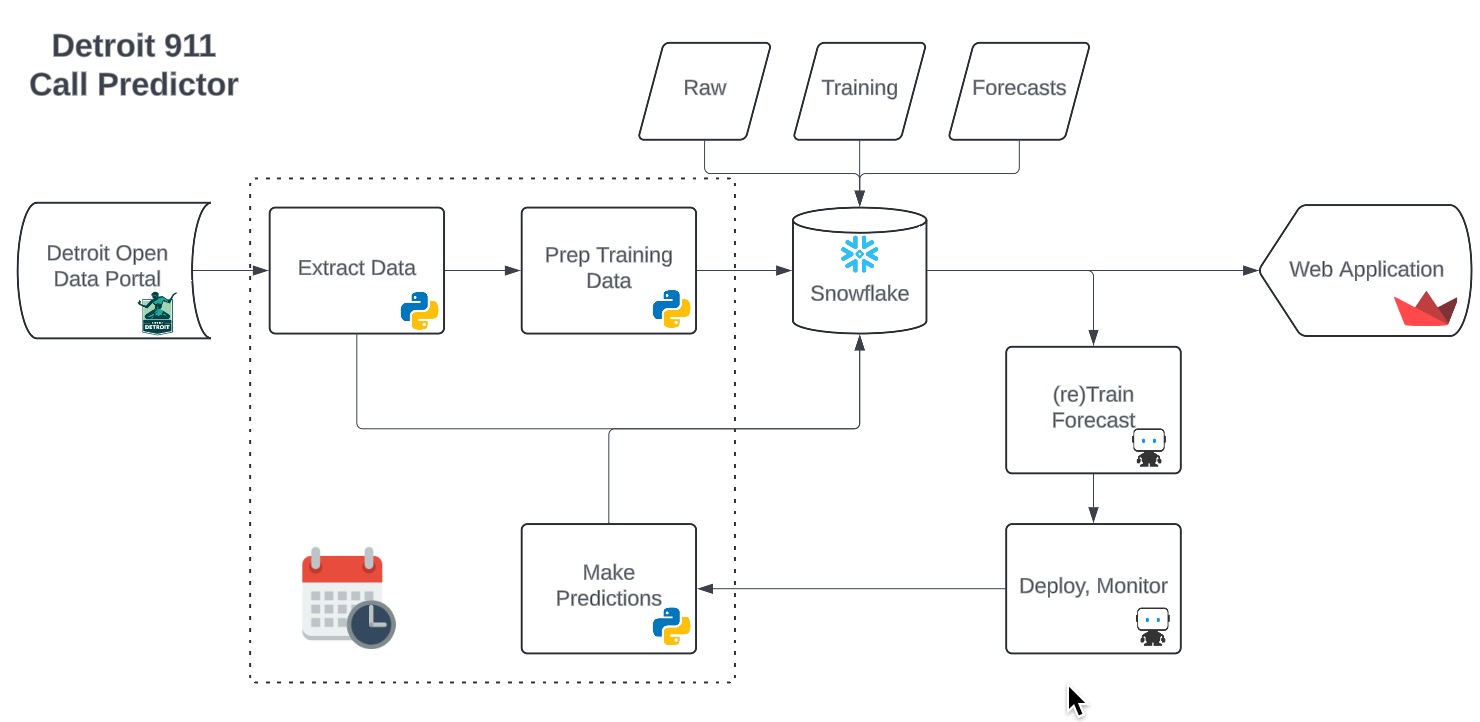 Detroit 911
Call Predictor
Raw
Training
Forecasts
Detroit Open
Data Portal
DETROIT
Extract Data
Prep Training
Data
Snowflake
Web Application
(re)Train
Forecast
Make
Predictions
Deploy, Monitor